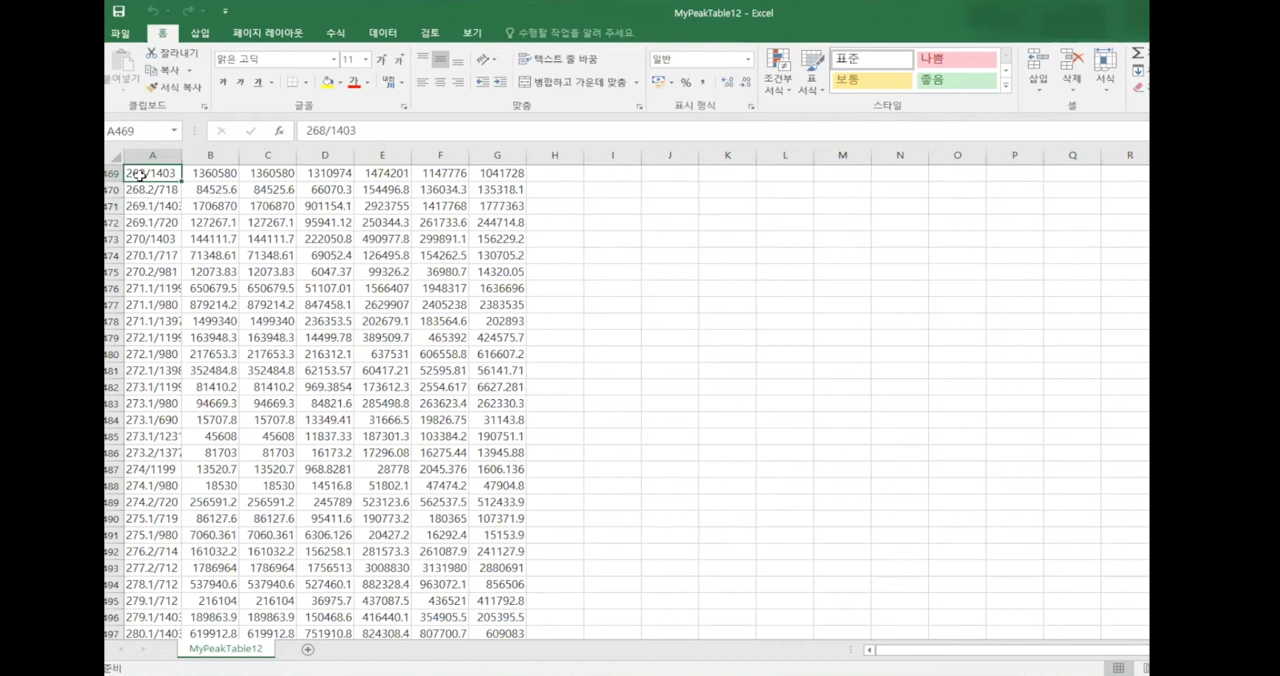 MyPeakTable12 - Excel
파일 홈 삽입 페이지 레이아웃 수식 데이터 검토 보기 수행할 작업을 입력하세요.
잘라내기
복사
서식 복사
붙여넣기
클립보드
맑은 고딕 11
가 가 가
글꼴
텍스트 줄 바꿈
병합하고 가운데 맞춤
맞춤
일반
%
표시 형식
조건부 서식
표 서식
표준 나쁨
보통 좋음
스타일
삽입 삭제 서식
셀
A469 fx 268/1403
A B C D E F G H I J K L M N O P Q R
469 268/1403 1360580 1360580 1310974 1474201 1147776 1041728
470 268.2/718 84525.6 84525.6 66070.3 154496.8 136034.3 135318.1
471 269.1/1403 1706870 1706870 901154.1 2923755 1417768 1777363
472 269.1/720 127267.1 127267.1 95941.12 250344.3 261733.6 244714.8
473 270/1403 144111.7 144111.7 222050.8 490977.8 299891.1 156229.2
474 270.1/717 71348.61 71348.61 69052.4 126495.8 154262.5 130705.2
475 270.2/981 12073.83 12073.83 6047.37 99326.2 36980.7 14320.05
476 271.1/1199 650679.5 650679.5 51107.01 1566407 1948317 1636696
477 271.1/980 879214.2 879214.2 847458.1 2629907 2405238 2383535
478 271.1/1397 1499340 1499340 236353.5 202679.1 183564.6 202893
479 272.1/1199 163948.3 163948.3 14499.78 389509.7 465392 424575.7
480 272.1/980 217653.3 217653.3 216312.1 637531 606558.8 616607.2
481 272.1/1398 352484.8 352484.8 62153.57 60417.21 52595.81 56141.71
482 273.1/1199 81410.2 81410.2 969.3854 173612.3 2554.617 6627.281
483 273.1/980 94669.3 94669.3 84821.6 285498.8 263623.4 262330.3
484 273.1/690 15707.8 15707.8 13349.41 31666.5 19826.75 31143.8
485 273.1/123 45608 45608 11837.33 187301.3 103384.2 190751.1
486 273.2/1377 81703 81703 16173.2 17296.08 16275.44 13945.88
487 274/1199 13520.7 13520.7 968.8281 28778 2045.376 1606.136
488 274.1/980 18530 18530 14516.8 51802.1 47474.2 47904.8
489 274.2/720 256591.2 256591.2 245789 523123.6 562537.5 512433.9
490 275.1/719 86127.6 86127.6 95411.6 190773.2 180365 107371.9
491 275.1/980 7060.361 7060.361 6306.126 20427.2 16292.4 15153.9
492 276.2/714 161032.2 161032.2 156258.1 281573.3 261087.9 241127.9
493 277.2/712 1786964 1786964 1756513 3008830 3131980 2880691
494 278.1/712 537940.6 537940.6 527460.1 882328.4 963072.1 856506
495 279.1/712 216104 216104 36975.7 437087.5 436521 411792.8
496 279.1/1403 189863.9 189863.9 150468.6 416440.1 354905.5 205395.5
497 280.1/1403 619912.8 619912.8 751910.8 824308.4 807700.7 609083
MyPeakTable12
준비